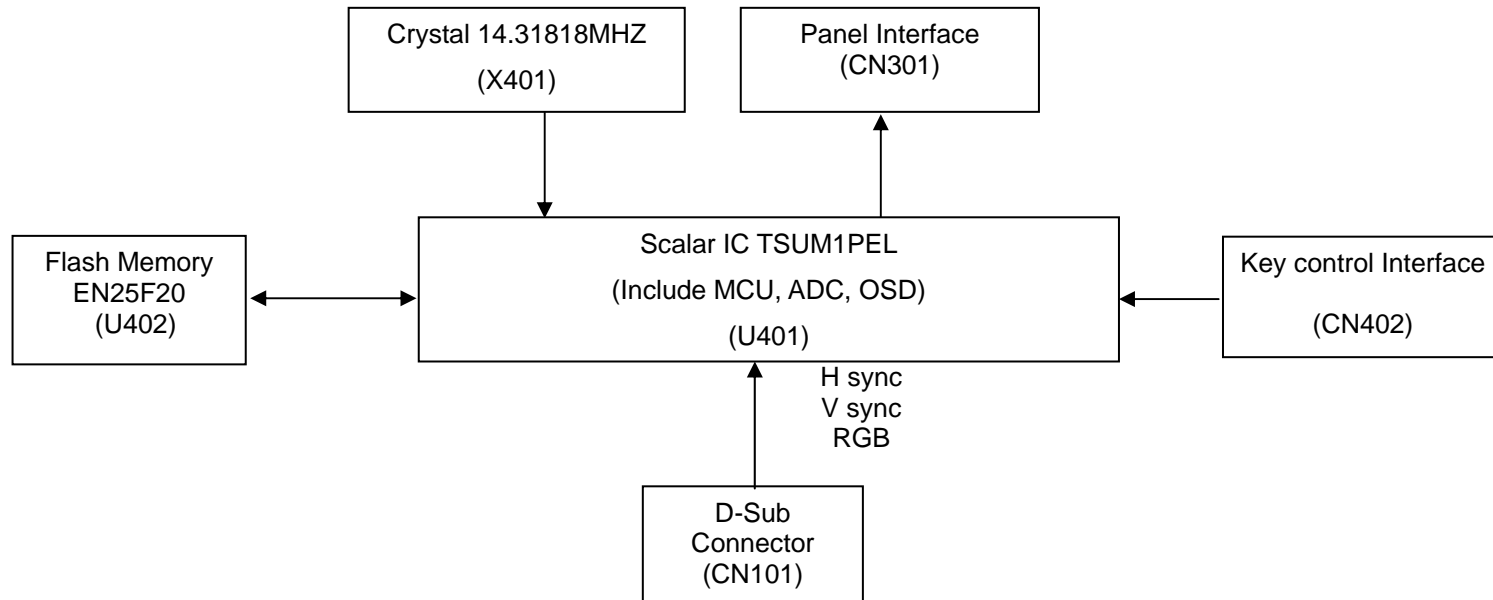 Crystal 14.31818MHZ
(X401)
Panel Interface
(CN301)
Flash Memory
EN25F20
(U402)
Scalar IC TSUM1PEL
(Include MCU, ADC, OSD)
(U401)
Key control Interface
(CN402)
H sync
V sync
RGB
D-Sub
Connector
(CN101)